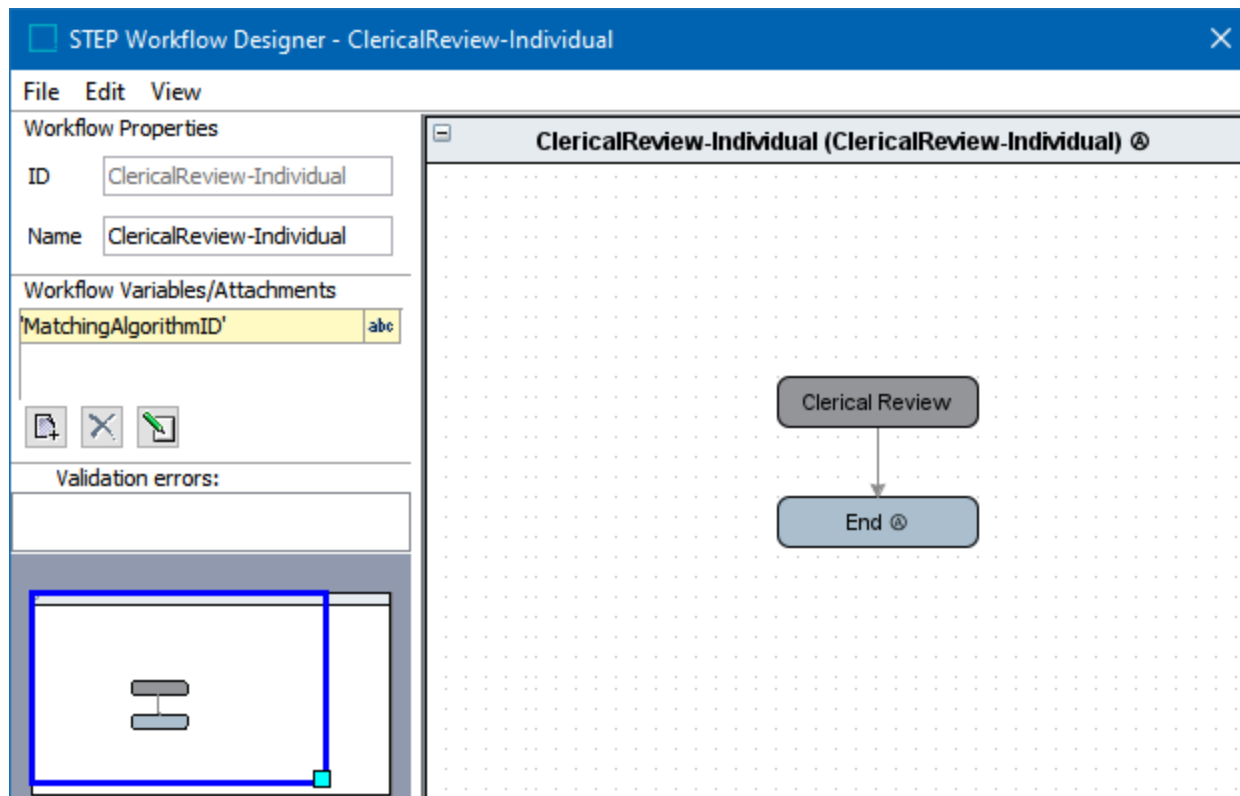 STEP Workflow Designer - ClericalReview-Individual
File Edit View
Workflow Properties
ID ClericalReview-Individual
Name ClericalReview-Individual
Workflow Variables/Attachments
'MatchingAlgorithmID' abc
Validation errors:
ClericalReview-Individual (ClericalReview-Individual) Ⓐ
Clerical Review
End Ⓐ